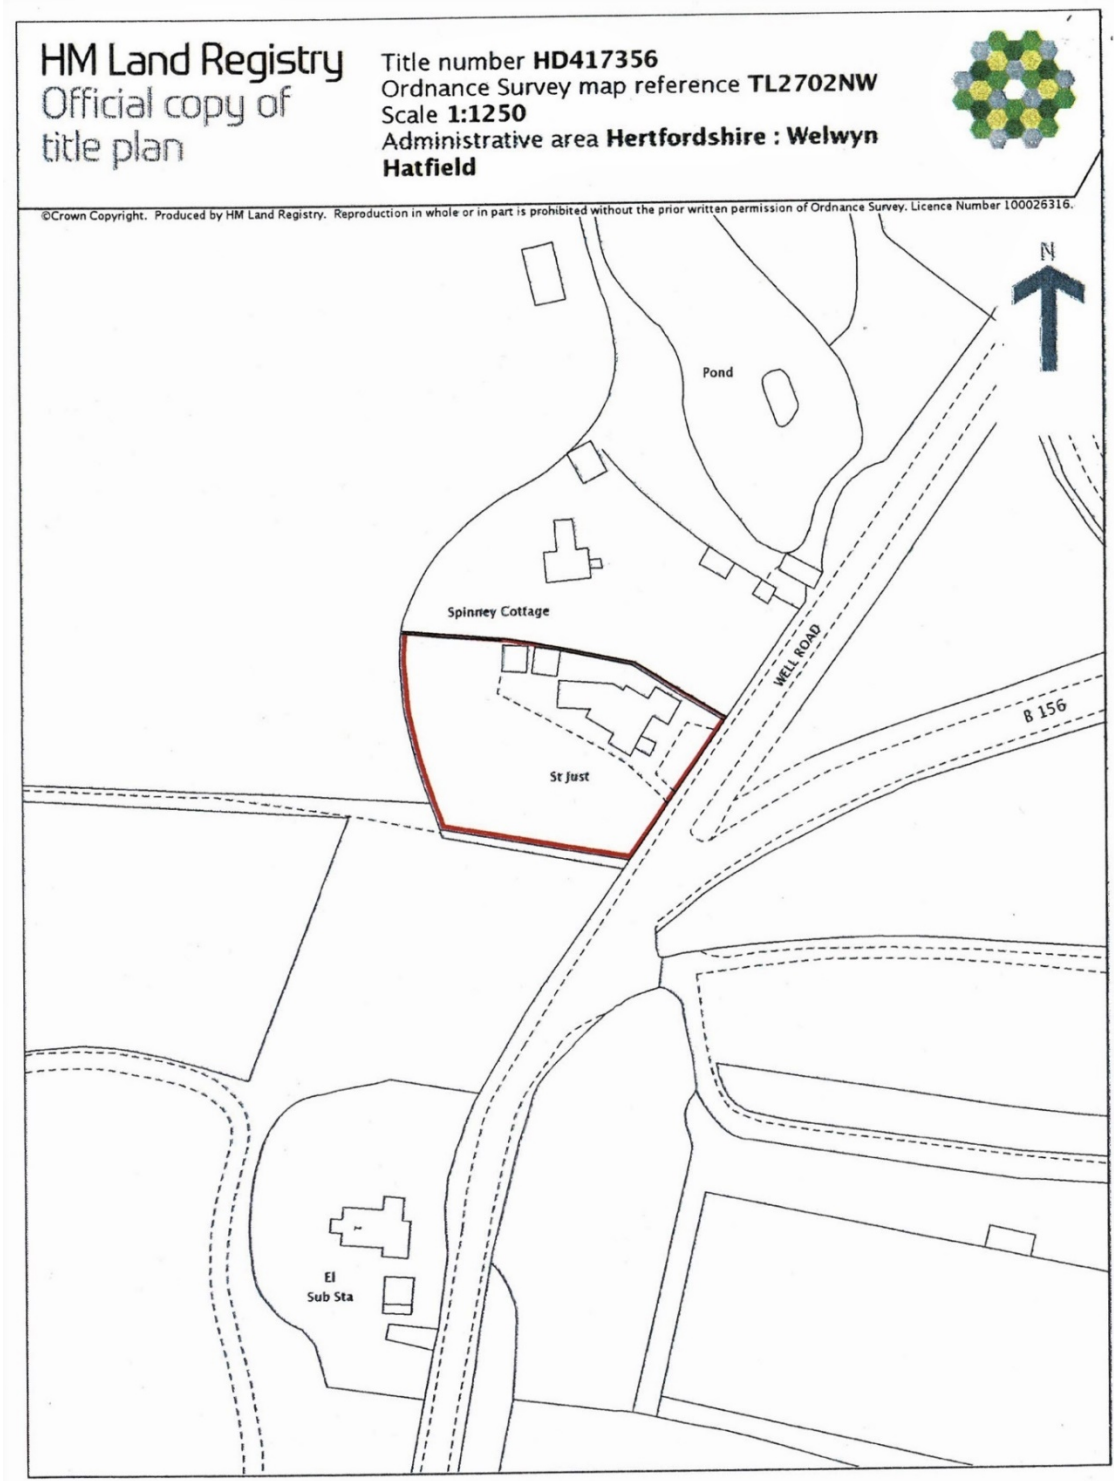 HM Land Registry
Official copy of
title plan
Title number HD417356
Ordnance Survey map reference TL2702NW
Scale 1:1250
Administrative area Hertfordshire : Welwyn
Hatfield
©Crown Copyright. Produced by HM Land Registry. Reproduction in whole or in part is prohibited without the prior written permission of Ordnance Survey. Licence Number 100026316.
N
Pond
Spinney Cottage
WELL ROAD
B 156
St Just
El
Sub Sta